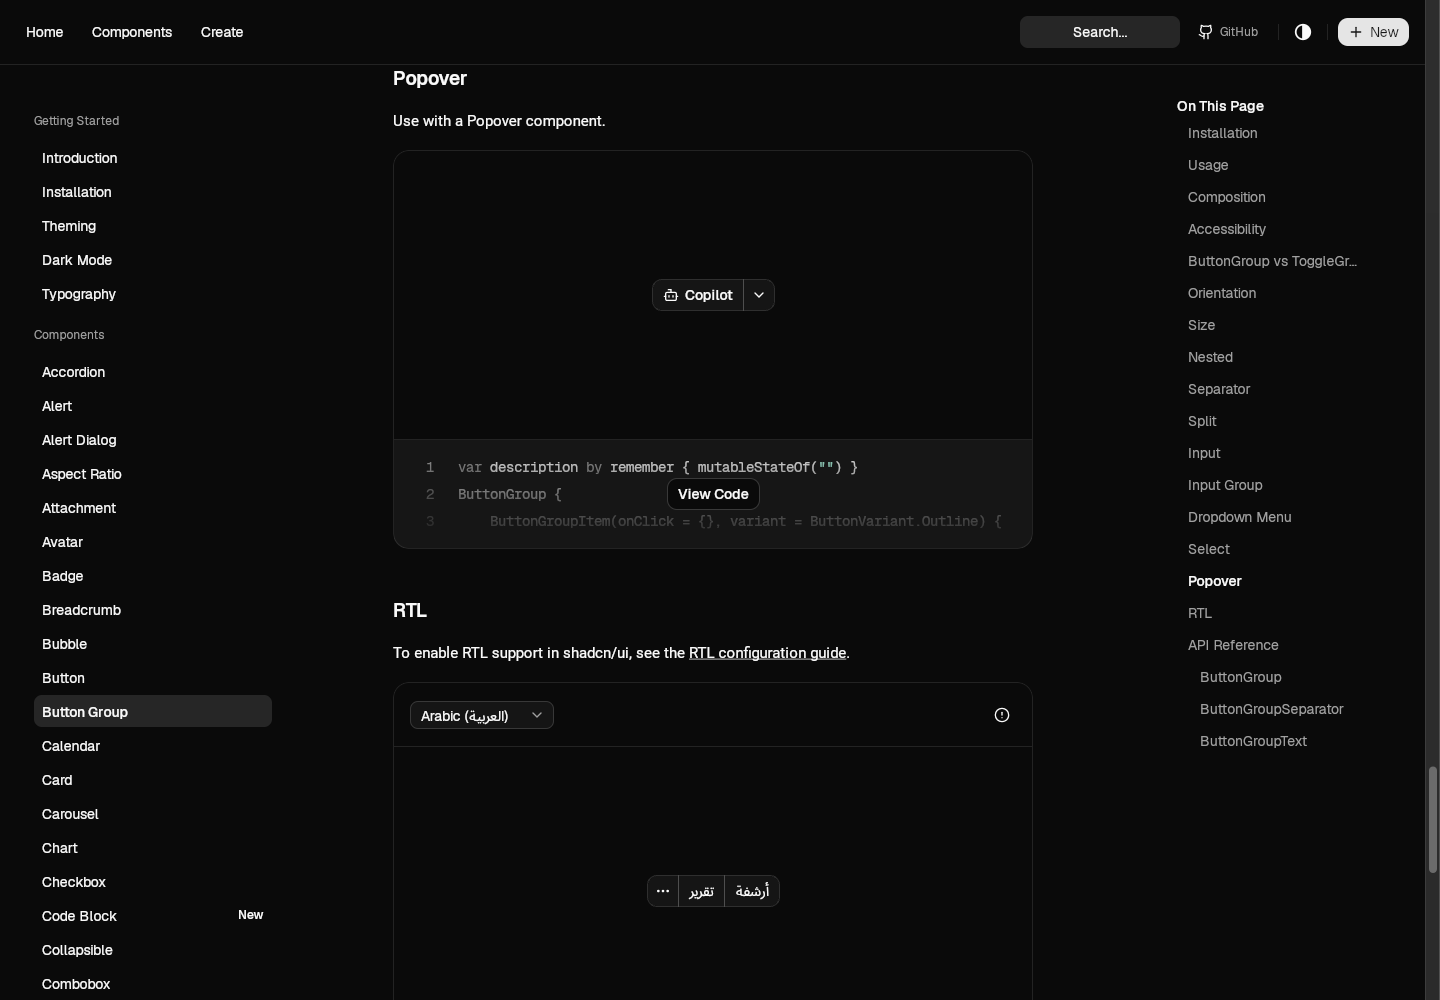 Home
Components
Create
Search...
GitHub
New
Getting Started
Introduction
Installation
Theming
Dark Mode
Typography
Components
Accordion
Alert
Alert Dialog
Aspect Ratio
Attachment
Avatar
Badge
Breadcrumb
Bubble
Button
Button Group
Calendar
Card
Carousel
Chart
Checkbox
Code Block New
Collapsible
Combobox
Popover
Use with a Popover component.
Copilot
1 var description by remember { mutableStateOf("") }
2 ButtonGroup {
View Code
3 ButtonGroupItem(onClick = {}, variant = ButtonVariant.Outline) {
RTL
To enable RTL support in shadcn/ui, see the RTL configuration guide.
Arabic (العربية)
أرشفة
تقرير
On This Page
Installation
Usage
Composition
Accessibility
ButtonGroup vs ToggleGr...
Orientation
Size
Nested
Separator
Split
Input
Input Group
Dropdown Menu
Select
Popover
RTL
API Reference
ButtonGroup
ButtonGroupSeparator
ButtonGroupText